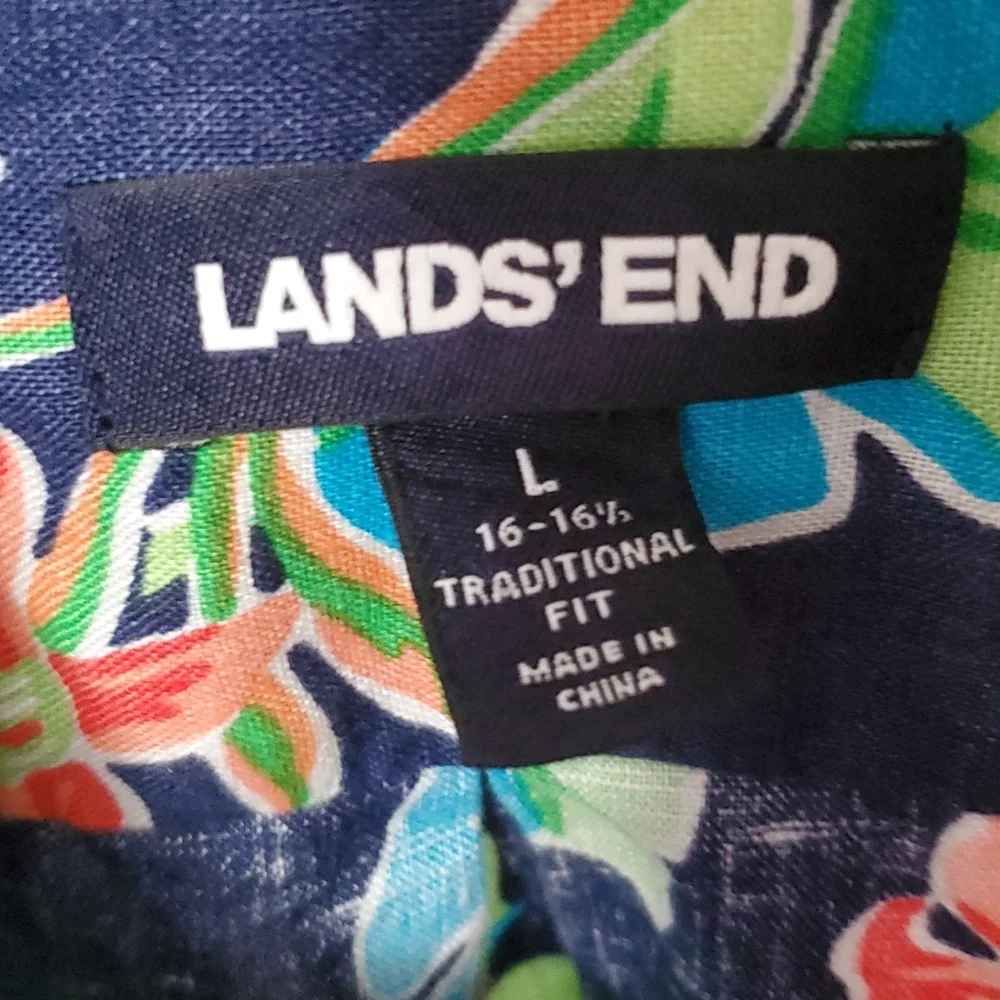 LANDS' END
L
16-16½
TRADITIONAL
FIT
MADE IN
CHINA